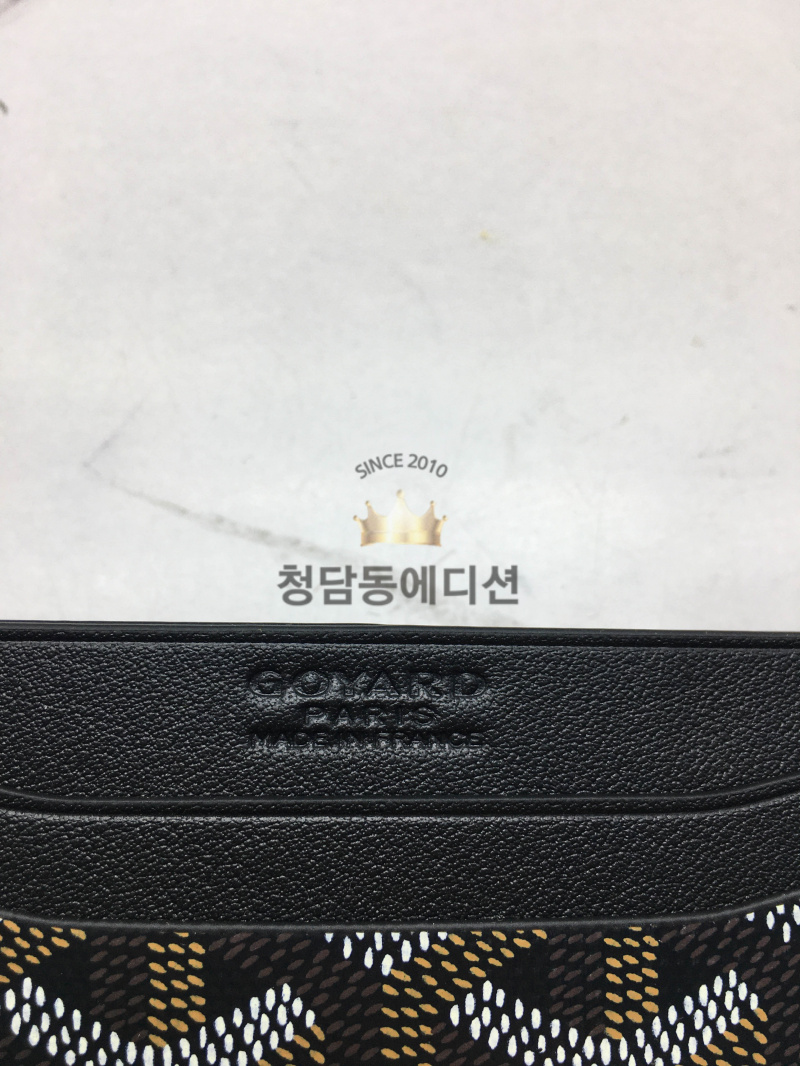 SINCE 2010
청담동에디션
GOYARD
PARIS
MADE IN FRANCE